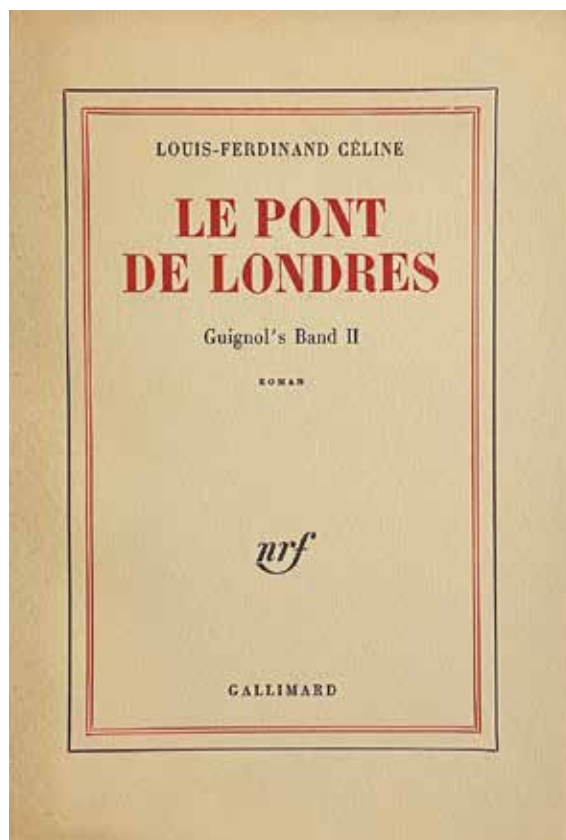 LOUIS-FERDINAND CÉLINE
LE PONT
DE LONDRES
Guignol's Band II
ROMAN
nrf
GALLIMARD